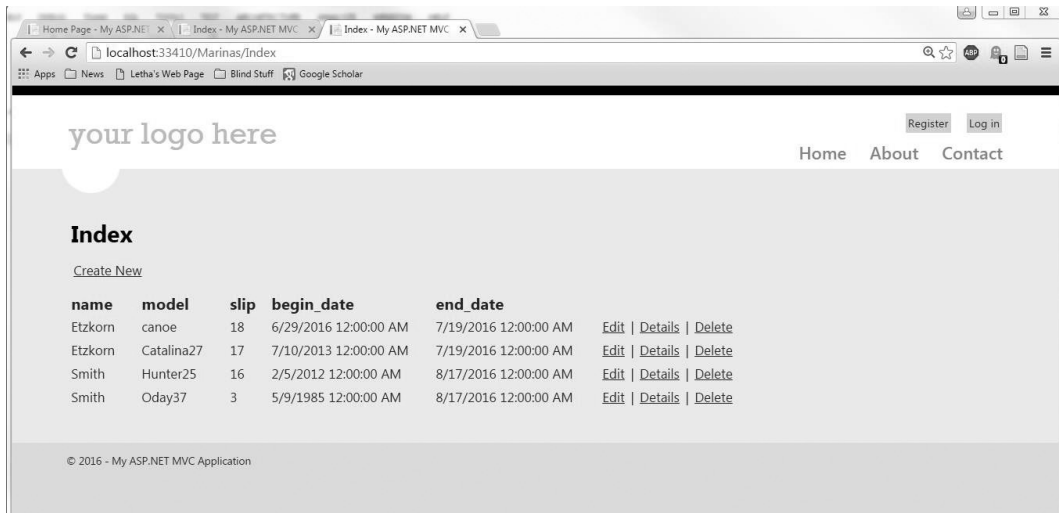 Home Page - My ASP.NET Index - My ASP.NET MVC Index - My ASP.NET MVC
localhost:33410/Marinas/Index
ABP 0
Apps News Letha's Web Page Blind Stuff Google Scholar
your logo here
Register Log in
Home About Contact
Index
Create New
name model slip begin_date end_date
Etzkorn canoe 18 6/29/2016 12:00:00 AM 7/19/2016 12:00:00 AM Edit | Details | Delete
Etzkorn Catalina27 17 7/10/2013 12:00:00 AM 7/19/2016 12:00:00 AM Edit | Details | Delete
Smith Hunter25 16 2/5/2012 12:00:00 AM 8/17/2016 12:00:00 AM Edit | Details | Delete
Smith Oday37 3 5/9/1985 12:00:00 AM 8/17/2016 12:00:00 AM Edit | Details | Delete
© 2016 - My ASP.NET MVC Application